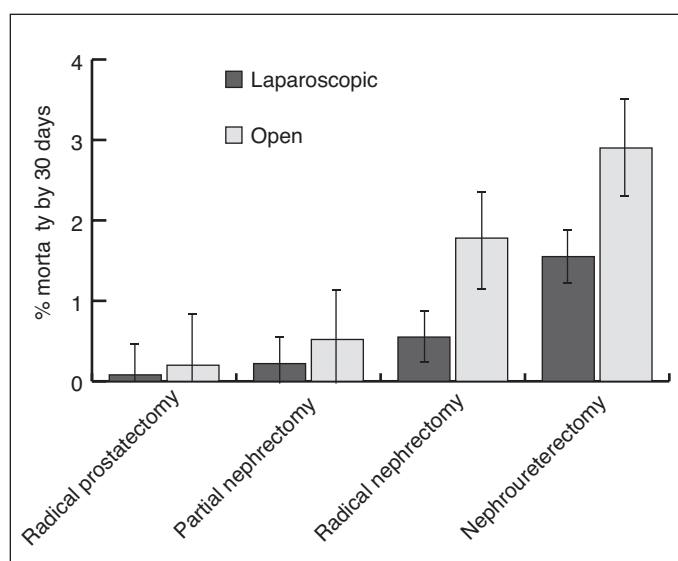 4
3
2
1
0
% morta ty by 30 days
Laparoscopic
Open
Radical prostatectomy
Partial nephrectomy
Radical nephrectomy
Nephroureterectomy